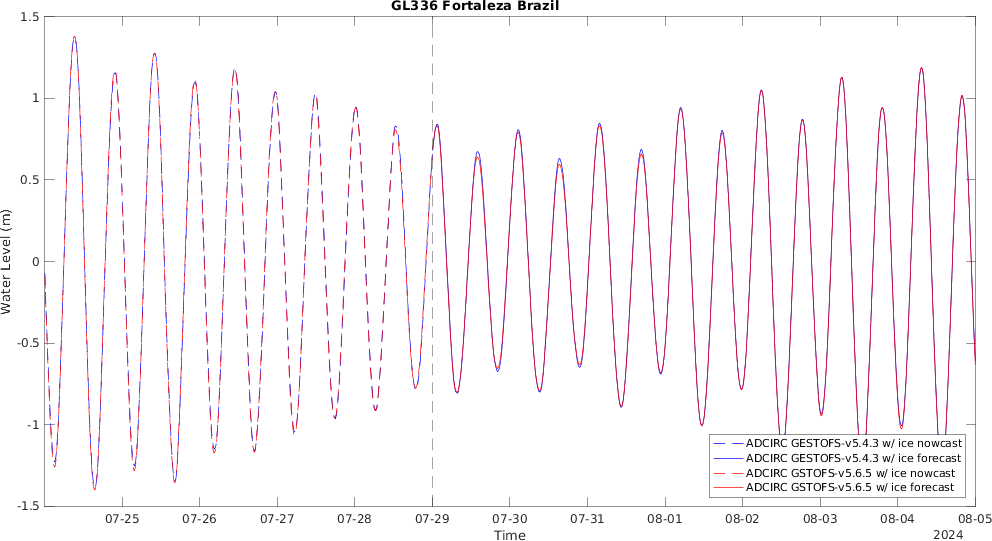 GL336 Fortaleza Brazil
Water Level (m)
1.5
1
0.5
0
-0.5
-1
-1.5
07-25 07-26 07-27 07-28 07-29 07-30 07-31 08-01 08-02 08-03 08-04 08-05
Time
2024
ADCIRC GESTOFS-v5.4.3 w/ ice nowcast
ADCIRC GESTOFS-v5.4.3 w/ ice forecast
ADCIRC GSTOFS-v5.6.5 w/ ice nowcast
ADCIRC GSTOFS-v5.6.5 w/ ice forecast